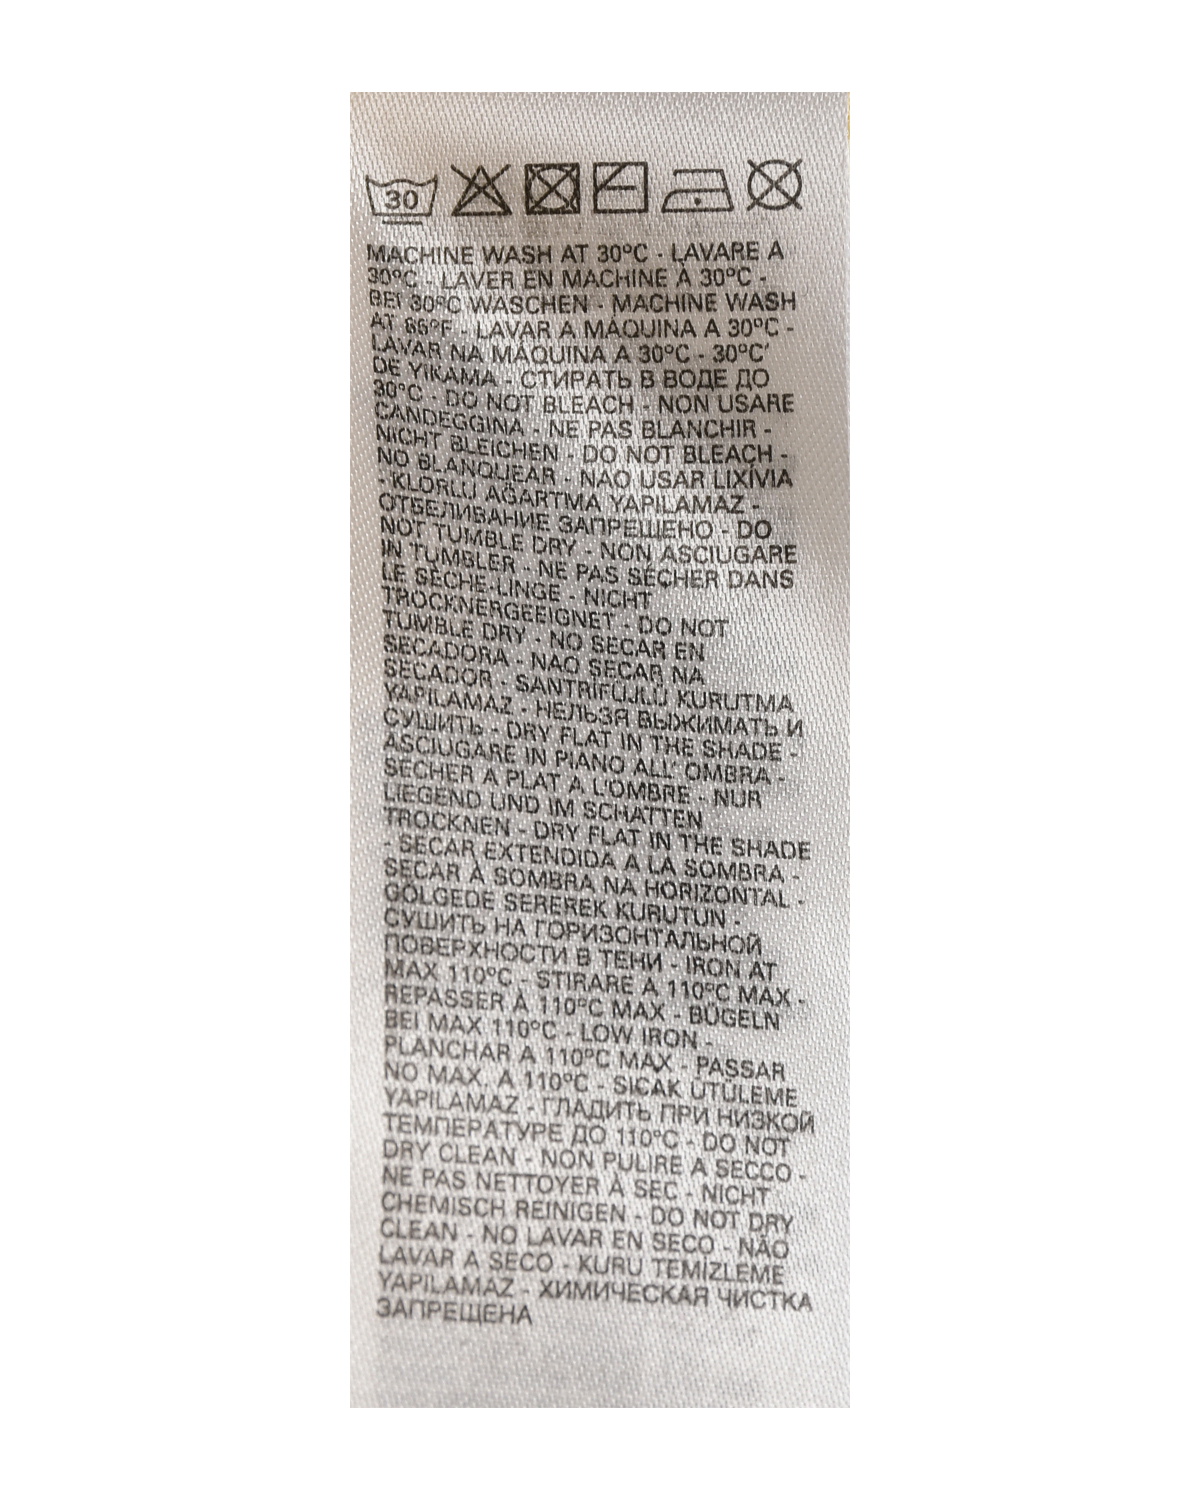 30
MACHINE WASH AT 30°C - LAVARE A
30°C - LAVER EN MACHINE À 30°C -
BEI 30°C WASCHEN - MACHINE WASH
AT 86°F - LAVAR A MÁQUINA A 30°C -
LAVAR NA MÁQUINA A 30°C - 30°C'
DE YIKAMA - СТИРАТЬ В ВОДЕ ДО
30°C - DO NOT BLEACH - NON USARE
CANDEGGINA - NE PAS BLANCHIR -
NICHT BLEICHEN - DO NOT BLEACH -
NO BLANQUEAR - NAO USAR LIXÍVIA
- KLORLU AĞARTMA YAPILAMAZ -
ОТБЕЛИВАНИЕ ЗАПРЕЩЕНО - DO
NOT TUMBLE DRY - NON ASCIUGARE
IN TUMBLER - NE PAS SÉCHER DANS
LE SÈCHE-LINGE - NICHT
TROCKNERGEEIGNET - DO NOT
TUMBLE DRY - NO SECAR EN
SECADORA - NAO SECAR NA
SECADOR - SANTRİFÜJLÜ KURUTMA
YAPILAMAZ - НЕЛЬЗЯ ВЫЖИМАТЬ И
СУШИТЬ - DRY FLAT IN THE SHADE -
ASCIUGARE IN PIANO ALL' OMBRA -
SÉCHER À PLAT À L'OMBRE - NUR
LIEGEND UND IM SCHATTEN
TROCKNEN - DRY FLAT IN THE SHADE
- SECAR EXTENDIDA A LA SOMBRA -
SECAR À SOMBRA NA HORIZONTAL -
GÖLGEDE SEREREK KURUTUN -
СУШИТЬ НА ГОРИЗОНТАЛЬНОЙ
ПОВЕРХНОСТИ В ТЕНИ - IRON AT
MAX 110°C - STIRARE A 110°C MAX -
REPASSER À 110°C MAX - BÜGELN
BEI MAX 110°C - LOW IRON -
PLANCHAR A 110°C MAX - PASSAR
NO MAX. A 110°C - SICAK ÜTÜLEME
YAPILAMAZ - ГЛАДИТЬ ПРИ НИЗКОЙ
ТЕМПЕРАТУРЕ ДО 110°C - DO NOT
DRY CLEAN - NON PULIRE A SECCO -
NE PAS NETTOYER À SEC - NICHT
CHEMISCH REINIGEN - DO NOT DRY
CLEAN - NO LAVAR EN SECO - NÃO
LAVAR A SECO - KURU TEMİZLEME
YAPILAMAZ - ХИМИЧЕСКАЯ ЧИСТКА
ЗАПРЕЩЕНА